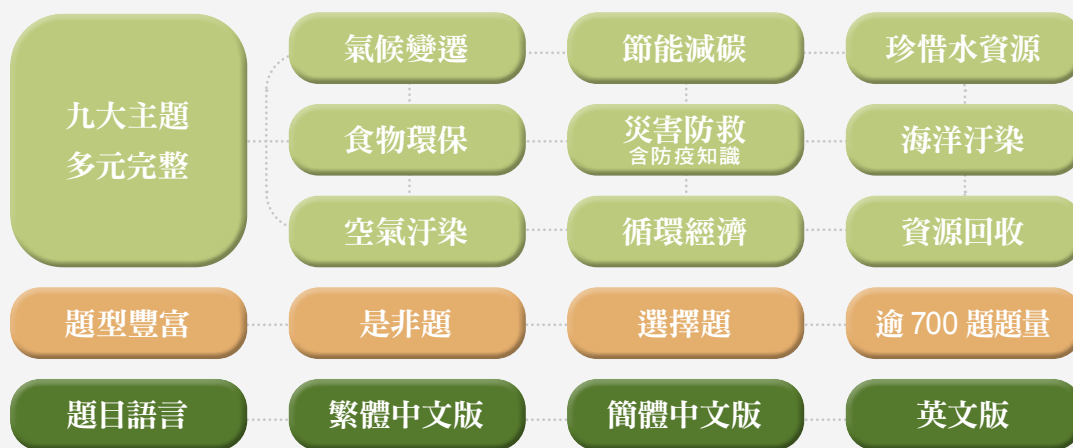 九大主題
多元完整
氣候變遷
節能減碳
珍惜水資源
食物環保
災害防救
含防疫知識
海洋汙染
空氣汙染
循環經濟
資源回收
題型豐富
是非題
選擇題
逾 700 題題量
題目語言
繁體中文版
簡體中文版
英文版